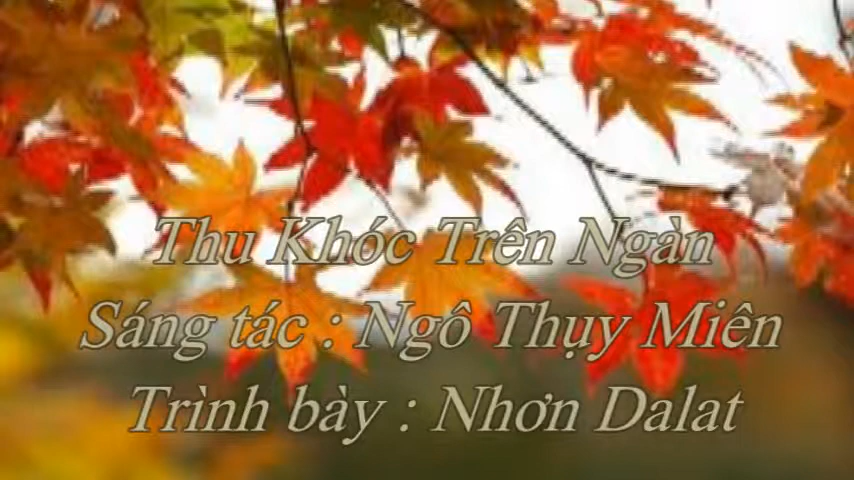 Thu Khóc Trên Ngàn
Sáng tác : Ngô Thụy Miên
Trình bày : Nhơn Dalat